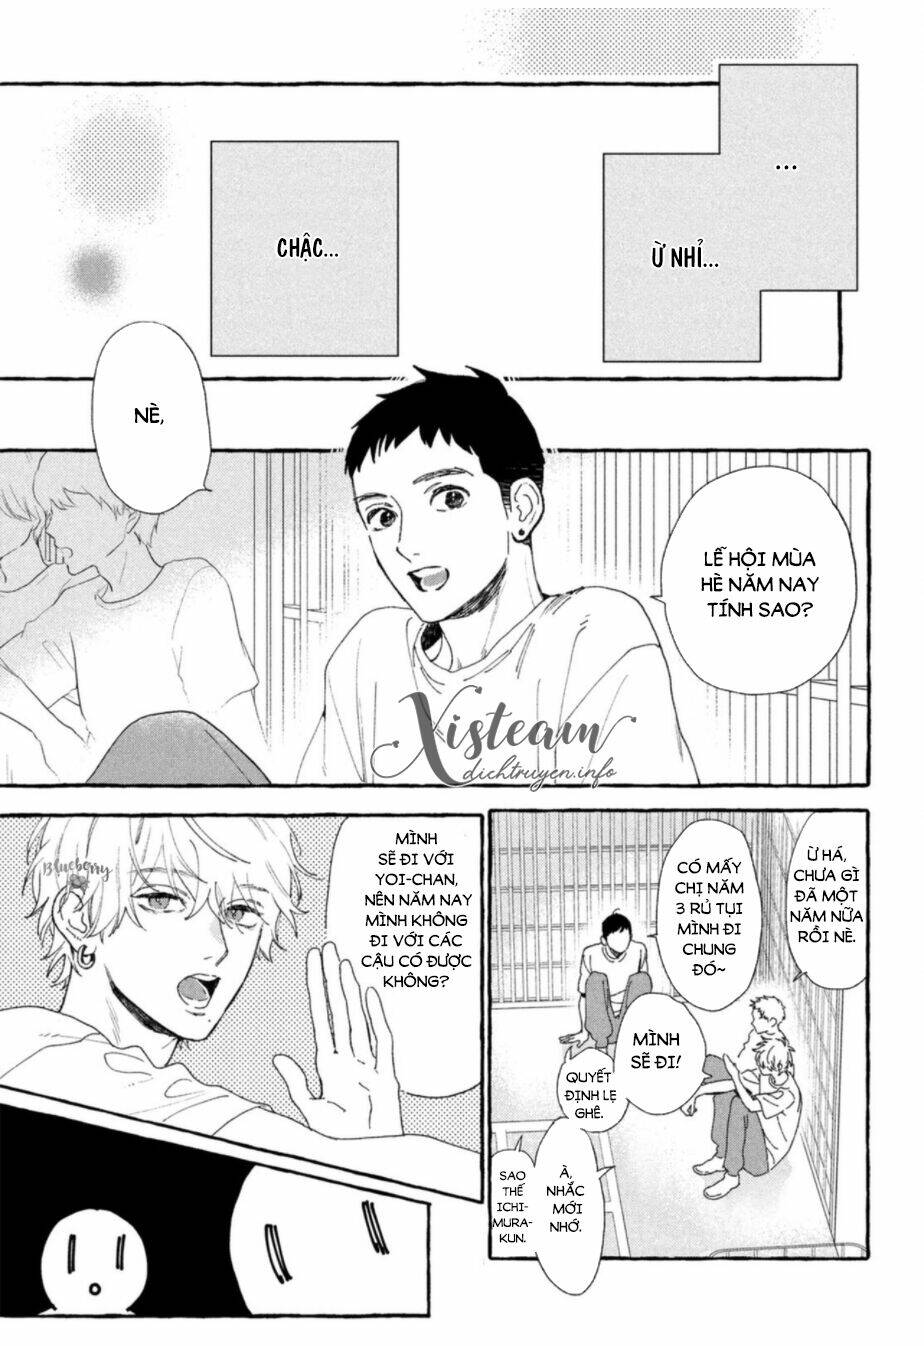 ...
Ừ NHỈ...
CHẬC...
LỄ HỘI MÙA
HÈ NĂM NAY
TÍNH SAO?
NÈ,
Xisteam
dichtruyen.info
Ừ HÁ,
CHƯA GÌ
ĐÃ MỘT
NĂM NỮA
RỒI NÈ.
CÓ MẤY
CHỊ NĂM
3 RỦ TỤI
MÌNH ĐI
CHUNG
ĐÓ~
MÌNH
SẼ ĐI!
QUYẾT
ĐỊNH LẸ
GHÊ.
À,
NHẮC
MỚI
NHỚ.
SAO
THẾ
ICHI-
MURA-
KUN.
MÌNH
SẼ ĐI VỚI
YOI-CHAN,
NÊN NĂM NAY
MÌNH KHÔNG
ĐI VỚI CÁC
CẬU CÓ ĐƯỢC
KHÔNG?
Blueberry